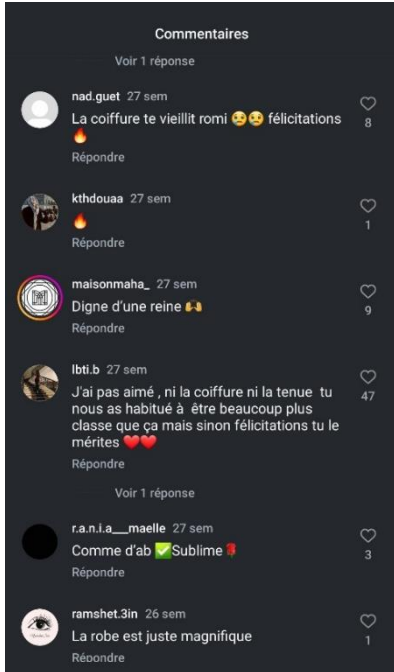 Commentaires
Voir 1 réponse
nad.guet 27 sem
La coiffure te vieillit romi 😢😢 félicitations
🔥
8
Répondre
kthdouaa 27 sem
🔥
1
Répondre
maisonmaha_ 27 sem
Digne d'une reine 🫶
9
Répondre
lbti.b 27 sem
J'ai pas aimé , ni la coiffure ni la tenue tu
nous as habitué à être beaucoup plus
classe que ça mais sinon félicitations tu le
mérites ❤️❤️
47
Répondre
Voir 1 réponse
r.a.n.i.a__maelle 27 sem
Comme d'ab ✅Sublime🌹
3
Répondre
ramshet.3in 26 sem
La robe est juste magnifique
1
Répondre